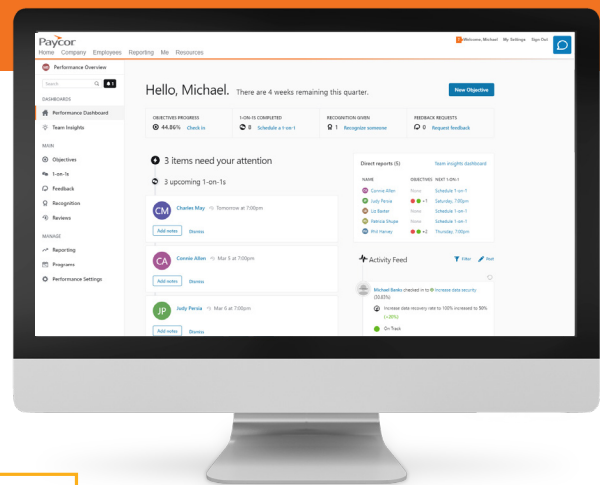 Paycor
Welcome, Michael My Settings Sign Out
Home Company Employees Reporting Me Resources
Performance Overview
Search
DASHBOARDS
Performance Dashboard
Team Insights
MAIN
Objectives
1-on-1s
Feedback
Recognition
Reviews
MANAGE
Reporting
Programs
Performance Settings
Hello, Michael. There are 4 weeks remaining this quarter.
New Objective
OBJECTIVES PROGRESS
44.86% Check in
1-ON-1S COMPLETED
0 Schedule a 1-on-1
RECOGNITION GIVEN
1 Recognize someone
FEEDBACK REQUESTS
0 Request feedback
3 items need your attention
3 upcoming 1-on-1s
CM Charles May Tomorrow at 7:00pm
Add notes Dismiss
CA Connie Allen Mar 5 at 7:00pm
Add notes Dismiss
JP Judy Persia Mar 6 at 7:00pm
Add notes Dismiss
Direct reports (5) Team insights dashboard
NAME OBJECTIVES NEXT 1-ON-1
Connie Allen None Schedule 1-on-1
Judy Persia +1 Saturday, 7:00pm
Liz Baxter None Schedule 1-on-1
Patricia Shupe None Schedule 1-on-1
Phil Harvey +2 Thursday, 7:00pm
Activity Feed Filter Post
Michael Banks checked in to Increase data security
Increase data recovery rate to 100% increased to 50%
On Track